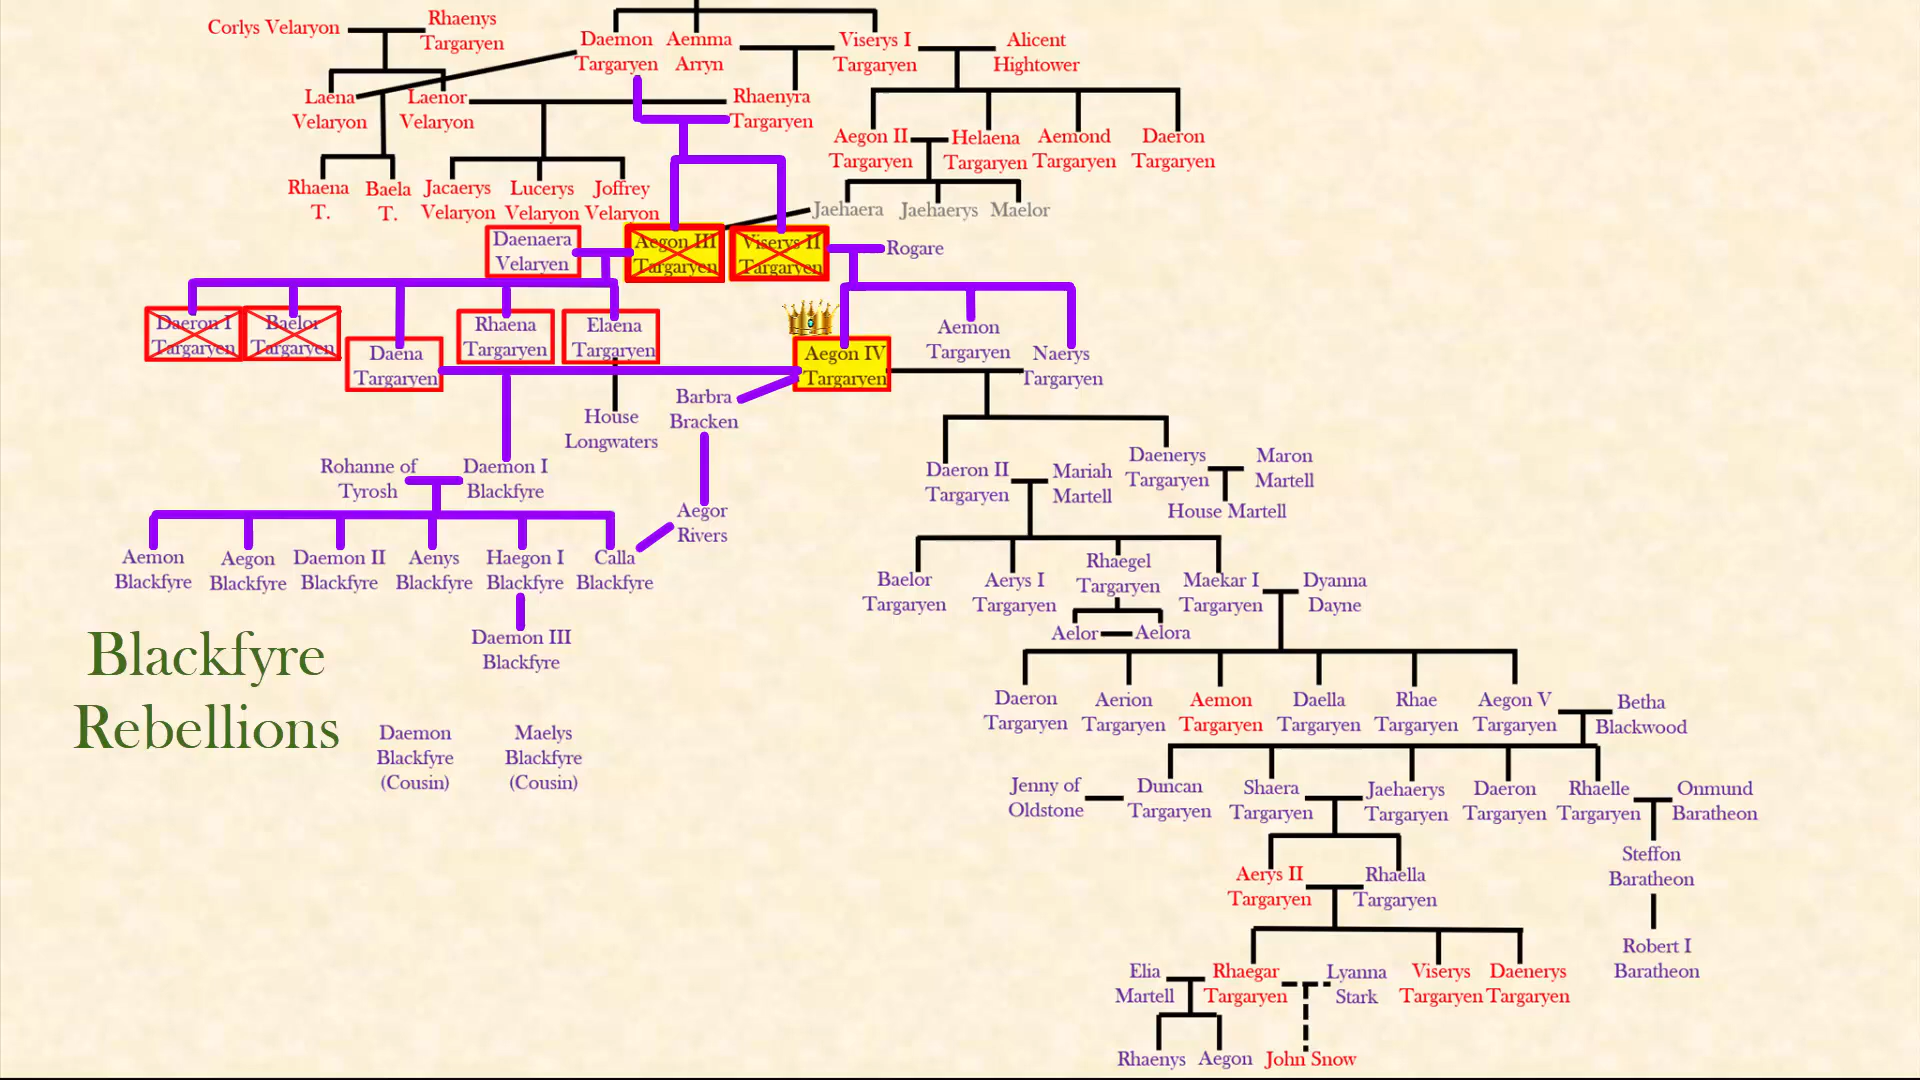 Corlys Velaryon
Rhaenys
Targaryen
Daemon
Targaryen
Aemma
Arryn
Viserys I
Targaryen
Alicent
Hightower
Laena
Velaryon
Laenor
Velaryon
Rhaenyra
Targaryen
Aegon II
Targaryen
Helaena
Targaryen
Aemond
Targaryen
Daeron
Targaryen
Rhaena
T.
Baela
T.
Jacaerys
Velaryon
Lucerys
Velaryon
Joffrey
Velaryon
Jaehaera
Jaehaerys
Maelor
Daenaera
Velaryen
Aegon III
Targaryen
Viserys II
Targaryen
Rogare
Daeron I
Targaryen
Baelor
Targaryen
Daena
Targaryen
Rhaena
Targaryen
Elaena
Targaryen
Aegon IV
Targaryen
Aemon
Targaryen
Naerys
Targaryen
Barbra
Bracken
House
Longwaters
Rohanne of
Tyrosh
Daemon I
Blackfyre
Daeron II
Targaryen
Mariah
Martell
Daenerys
Targaryen
Maron
Martell
House Martell
Aegor
Rivers
Aemon
Blackfyre
Aegon
Blackfyre
Daemon II
Blackfyre
Aenys
Blackfyre
Haegon I
Blackfyre
Calla
Blackfyre
Baelor
Targaryen
Aerys I
Targaryen
Rhaegel
Targaryen
Maekar I
Targaryen
Dyanna
Dayne
Aelor
Aelora
Daemon III
Blackfyre
Blackfyre
Rebellions
Daemon
Blackfyre
(Cousin)
Maelys
Blackfyre
(Cousin)
Daeron
Targaryen
Aerion
Targaryen
Aemon
Targaryen
Daella
Targaryen
Rhae
Targaryen
Aegon V
Targaryen
Betha
Blackwood
Jenny of
Oldstone
Duncan
Targaryen
Shaera
Targaryen
Jaehaerys
Targaryen
Daeron
Targaryen
Rhaelle
Targaryen
Onmund
Baratheon
Steffon
Baratheon
Aerys II
Targaryen
Rhaella
Targaryen
Robert I
Baratheon
Elia
Martell
Rhaegar
Targaryen
Lyanna
Stark
Viserys
Targaryen
Daenerys
Targaryen
Rhaenys
Aegon
John Snow